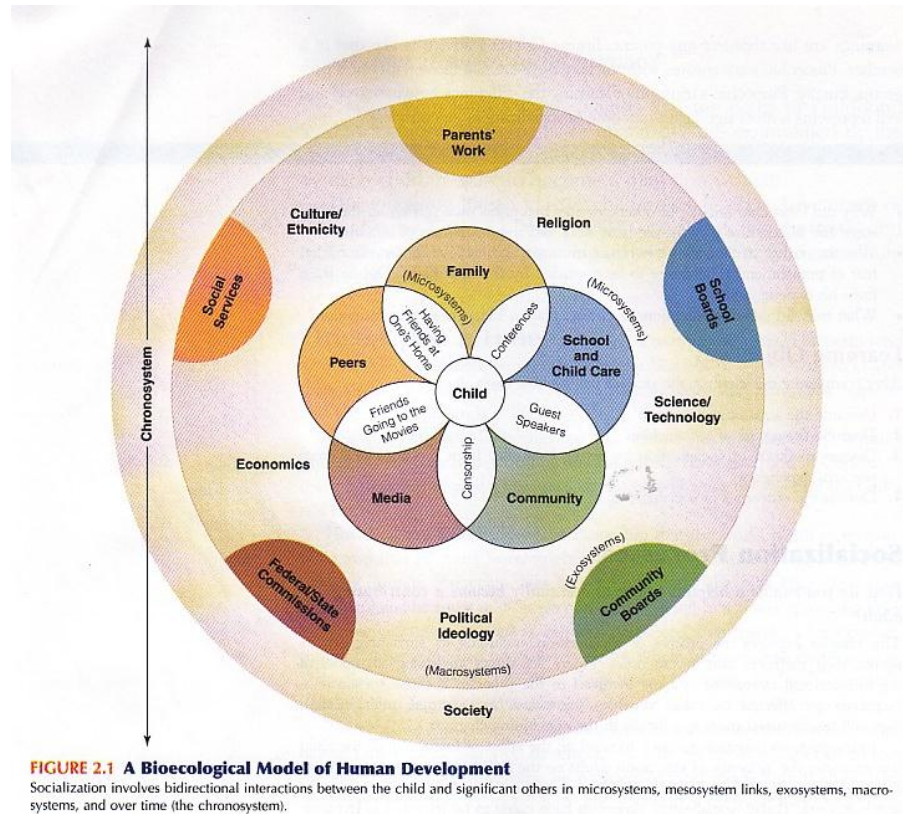 Parents'
Work
Culture/
Ethnicity
Religion
Social
Services
School
Boards
Family
(Microsystems)
(Microsystems)
Having
Friends at
One's Home
Conferences
Peers
School
and
Child Care
Child
Chronosystem
Science/
Technology
Friends
Going to the
Movies
Guest
Speakers
Economics
Censorship
Media
Community
(Exosystems)
Federal/State
Commissions
Community
Boards
Political
Ideology
(Macrosystems)
Society
FIGURE 2.1 A Bioecological Model of Human Development
Socialization involves bidirectional interactions between the child and significant others in microsystems, mesosystem links, exosystems, macro-
systems, and over time (the chronosystem).